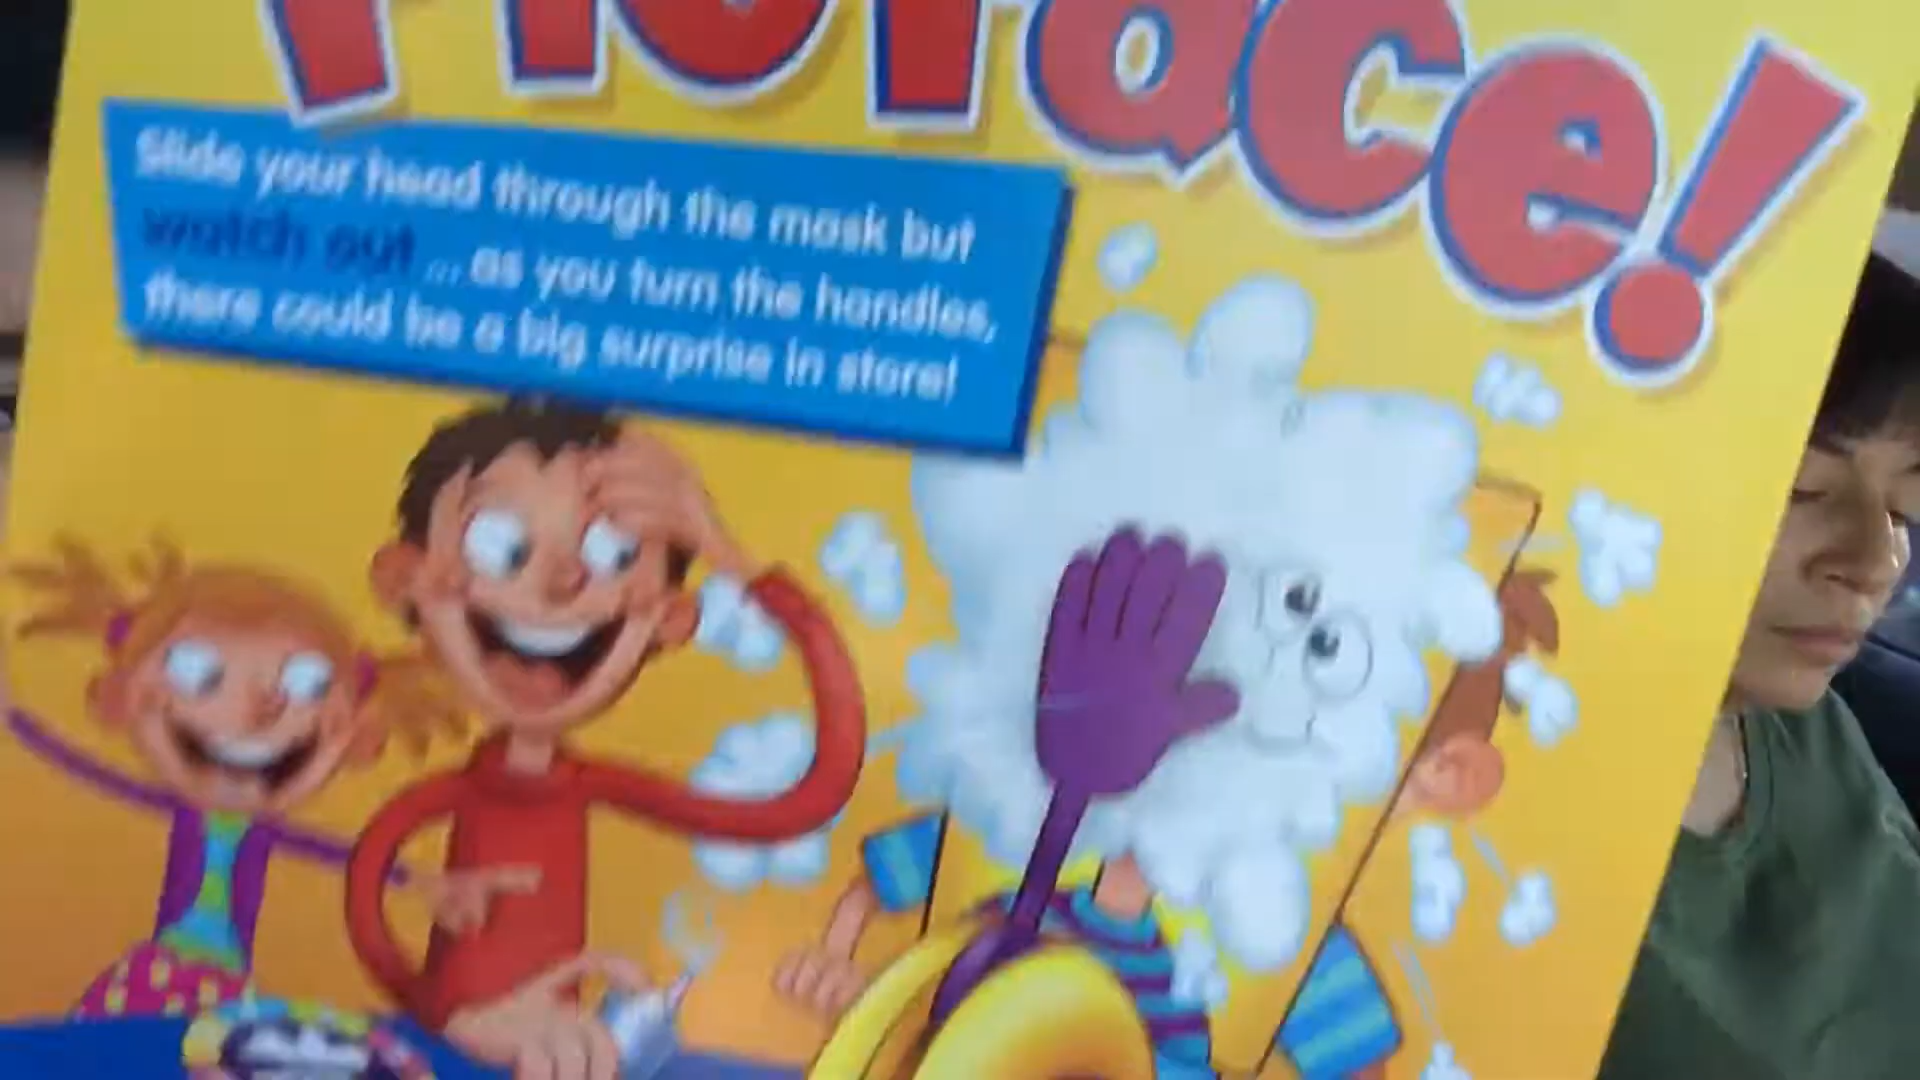 Pie Face!
Slide your head through the mask but
watch out ... as you turn the handles,
there could be a big surprise in store!